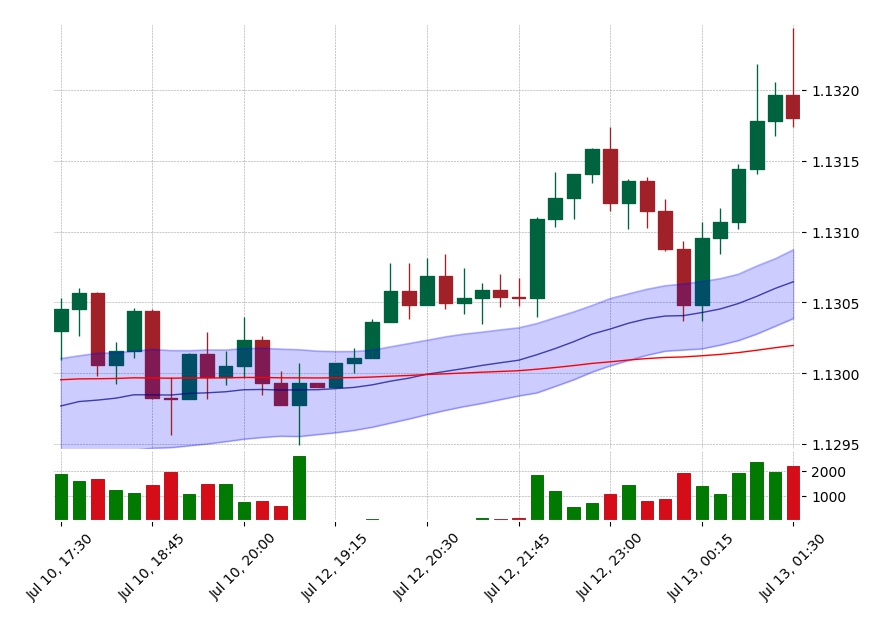 1.1320
1.1315
1.1310
1.1305
1.1300
1.1295
2000
1000
Jul 10, 17:30
Jul 10, 18:45
Jul 10, 20:00
Jul 12, 19:15
Jul 12, 20:30
Jul 12, 21:45
Jul 12, 23:00
Jul 13, 00:15
Jul 13, 01:30